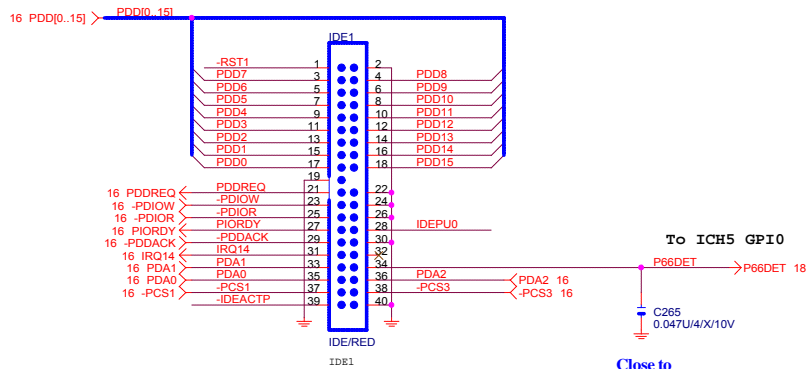 16 PDD[0..15] PDD[0..15]
IDE1
-RST1 1 2
PDD7 3 4 PDD8
PDD6 5 6 PDD9
PDD5 7 8 PDD10
PDD4 9 10 PDD11
PDD3 11 12 PDD12
PDD2 13 14 PDD13
PDD1 15 16 PDD14
PDD0 17 18 PDD15
19
16 PDDREQ PDDREQ 21 22
16 -PDIOW -PDIOW 23 24
16 -PDIOR -PDIOR 25 26
16 PIORDY PIORDY 27 28 IDEPU0
16 -PDDACK -PDDACK 29 30
16 IRQ14 IRQ14 31 32
16 PDA1 PDA1 33 34
16 PDA0 PDA0 35 36 PDA2 PDA2 16
16 -PCS1 -PCS1 37 38 -PCS3 -PCS3 16
-IDEACTP 39 40
To ICH5 GPI0
P66DET P66DET 18
C265
0.047U/4/X/10V
IDE/RED
IDE1
Close to